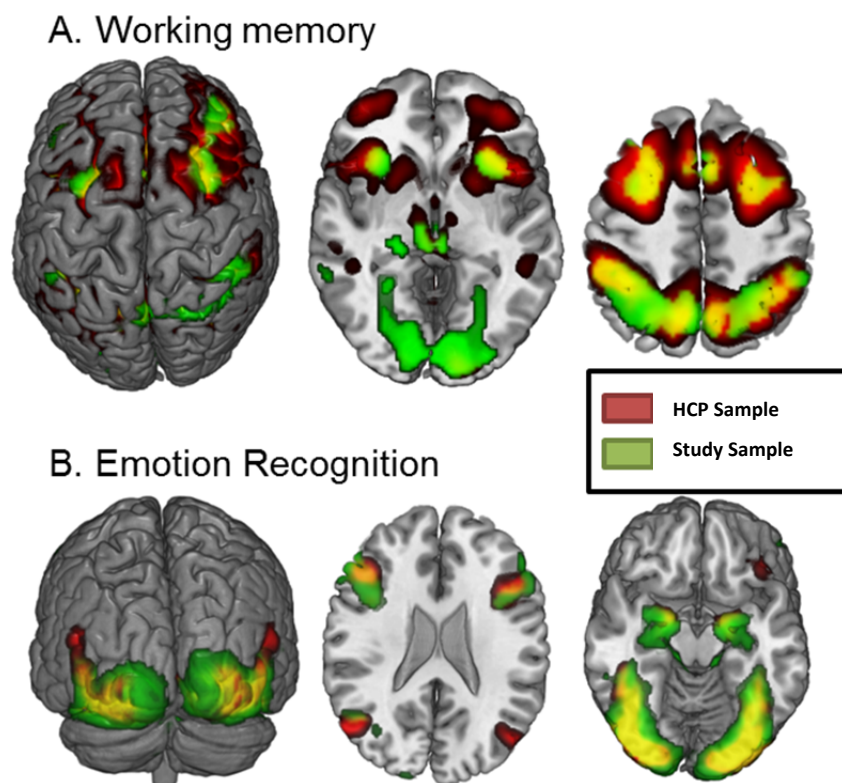 A. Working memory
HCP Sample
Study Sample
B. Emotion Recognition